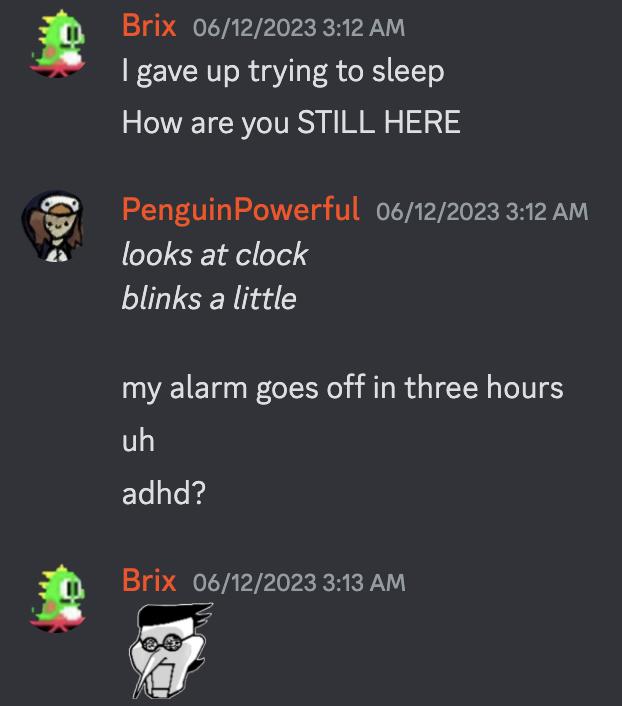 Brix 06/12/2023 3:12 AM
I gave up trying to sleep
How are you STILL HERE
PenguinPowerful 06/12/2023 3:12 AM
looks at clock
blinks a little
my alarm goes off in three hours
uh
adhd?
Brix 06/12/2023 3:13 AM